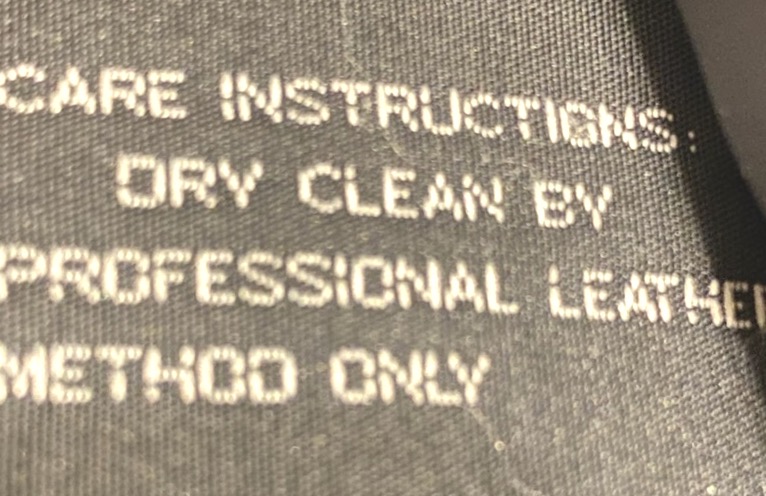 CARE INSTRUCTIONS:
DRY CLEAN BY
PROFESSIONAL LEATHER
METHOD ONLY